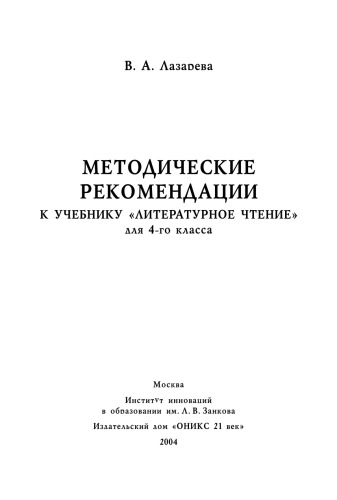 В. А. Лазарева
МЕТОДИЧЕСКИЕ
РЕКОМЕНДАЦИИ
К УЧЕБНИКУ «ЛИТЕРАТУРНОЕ ЧТЕНИЕ»
для 4-го класса
Москва
Институт инноваций
в образовании им. Л. В. Занкова
Издательский дом «ОНИКС 21 век»
2004